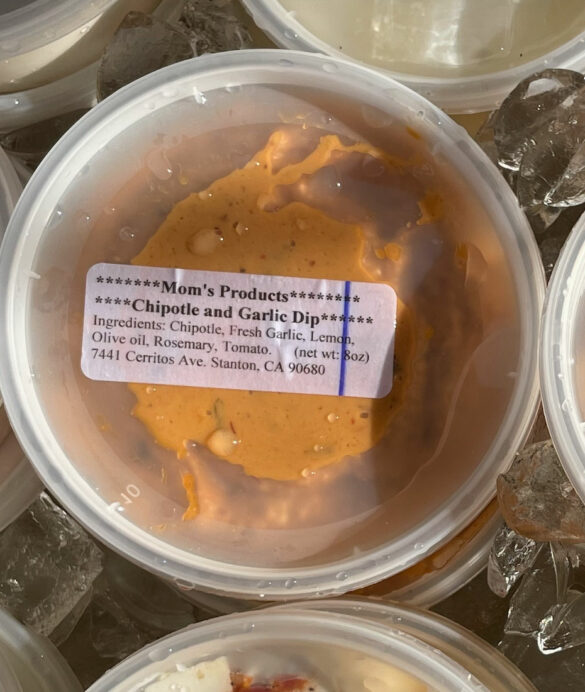 *******Mom's Products********
****Chipotle and Garlic Dip******
Ingredients: Chipotle, Fresh Garlic, Lemon,
Olive oil, Rosemary, Tomato. (net wt: 8oz)
7441 Cerritos Ave. Stanton, CA 90680